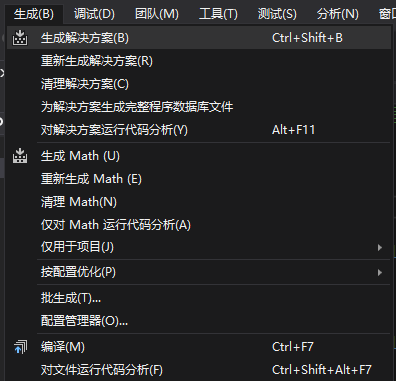 生成(B) 调试(D) 团队(M) 工具(T) 测试(S) 分析(N)
生成解决方案(B) Ctrl+Shift+B
重新生成解决方案(R)
清理解决方案(C)
为解决方案生成完整程序数据库文件
对解决方案运行代码分析(Y) Alt+F11
生成 Math (U)
重新生成 Math (E)
清理 Math(N)
仅对 Math 运行代码分析(A)
仅用于项目(J)
按配置优化(P)
批生成(T)...
配置管理器(O)...
编译(M) Ctrl+F7
对文件运行代码分析(F) Ctrl+Shift+Alt+F7